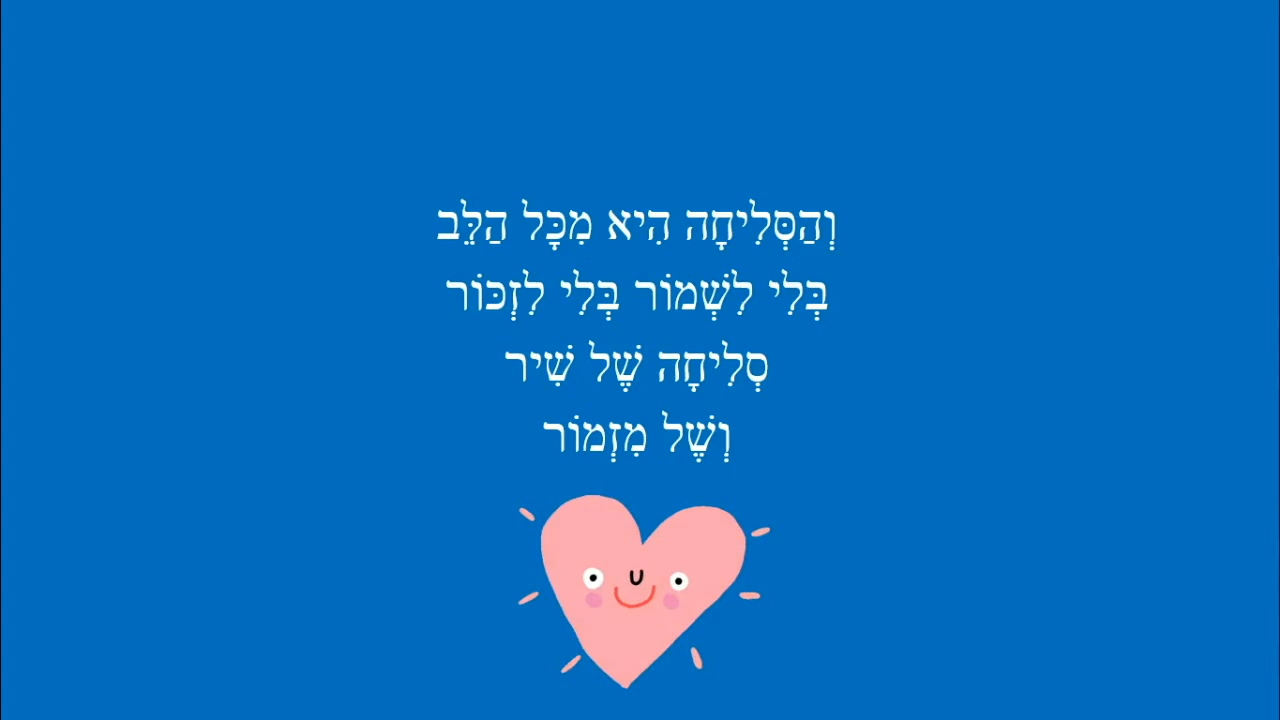 וְהַסְּלִיחָה הִיא מִכָּל הַלֵּב
בְּלִי לִשְׁמוֹר בְּלִי לִזְכּוֹר
סְלִיחָה שֶׁל שִׁיר
וְשֶׁל מִזְמוֹר